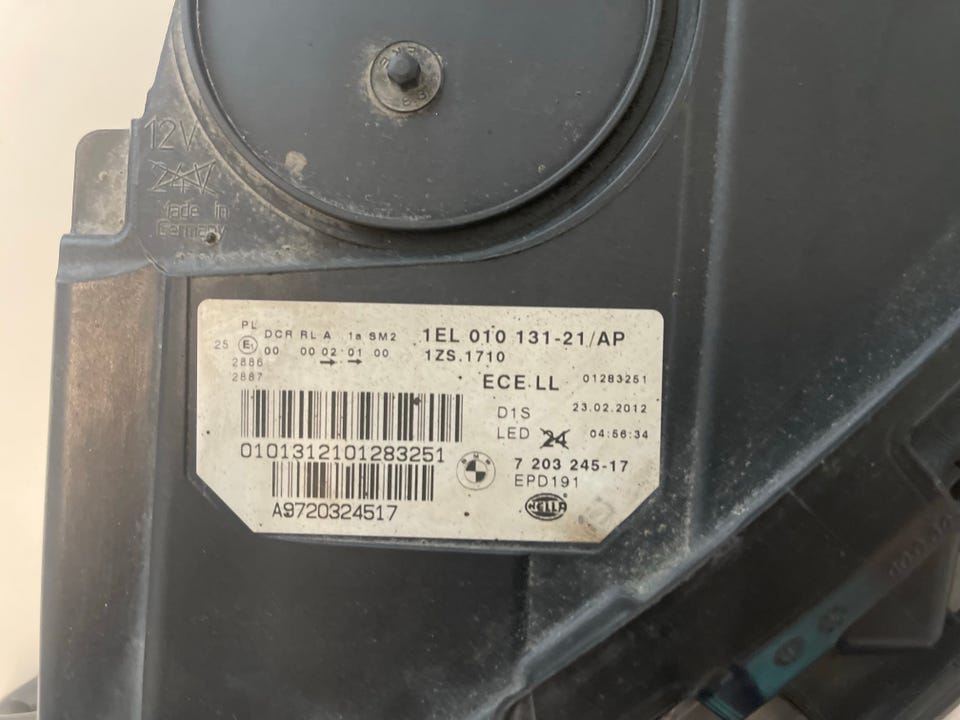 12V
24V
Made in
Germany
PL
DCR RL A 1a SM2
25 E1 00 00 02 01 00
2886
2887
1EL 010 131-21/AP
1ZS.1710
ECE LL 01283251
D1S 23.02.2012
LED 24 04:56:34
0101312101283251
BMW
7 203 245-17
EPD191
A9720324517
HELLA